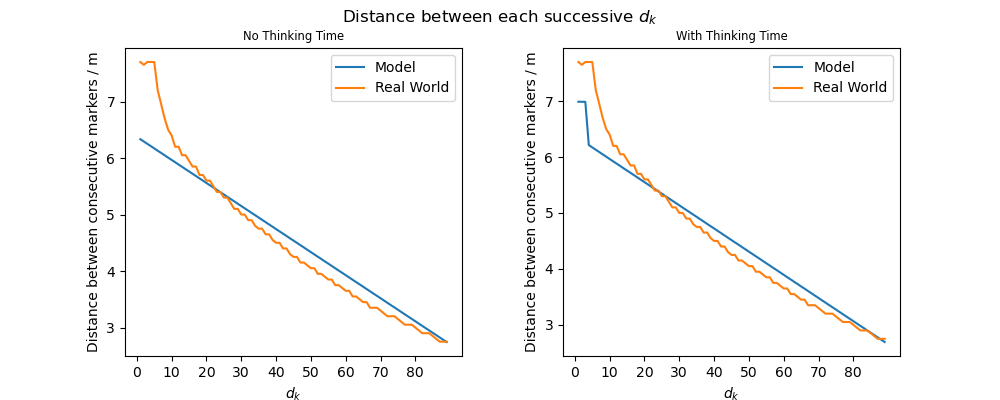 Distance between each successive $d_k$
No Thinking Time
Distance between consecutive markers / m
7
6
5
4
3
0 10 20 30 40 50 60 70 80
$d_k$
Model
Real World
With Thinking Time
Distance between consecutive markers / m
7
6
5
4
3
0 10 20 30 40 50 60 70 80
$d_k$
Model
Real World